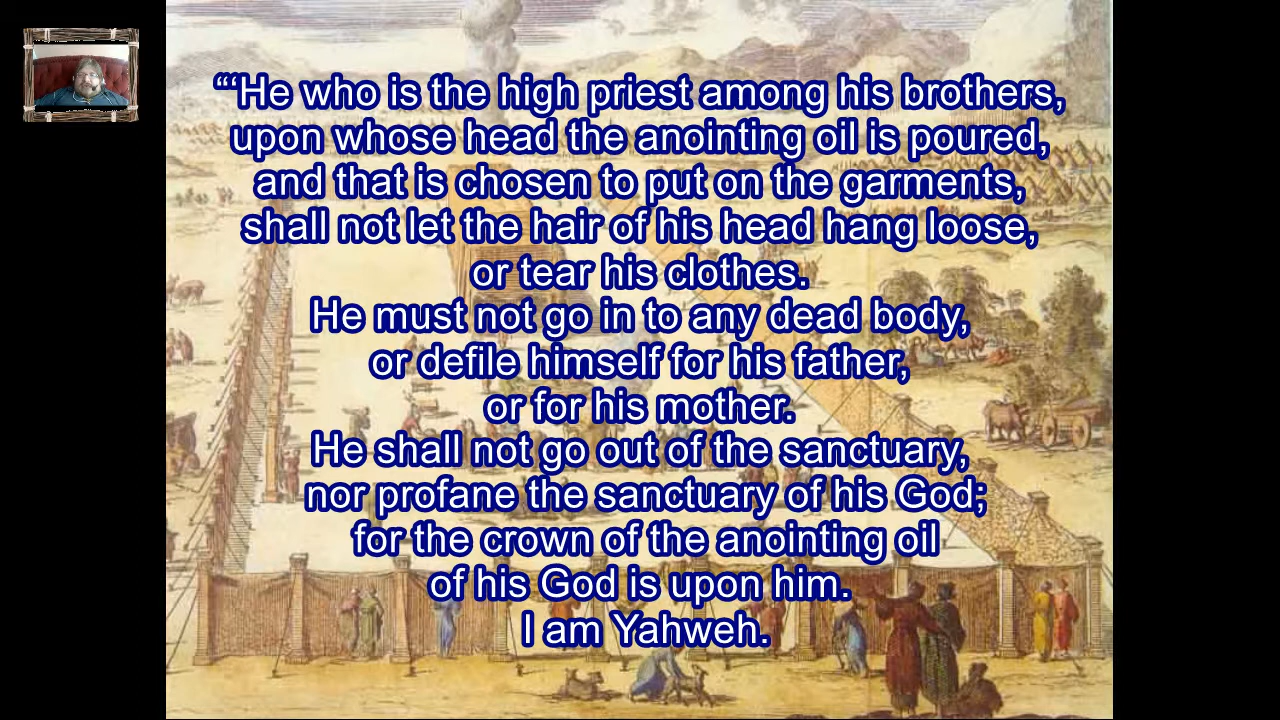 “‘He who is the high priest among his brothers,
upon whose head the anointing oil is poured,
and that is chosen to put on the garments,
shall not let the hair of his head hang loose,
or tear his clothes.
He must not go in to any dead body,
or defile himself for his father,
or for his mother.
He shall not go out of the sanctuary,
nor profane the sanctuary of his God;
for the crown of the anointing oil
of his God is upon him.
I am Yahweh.